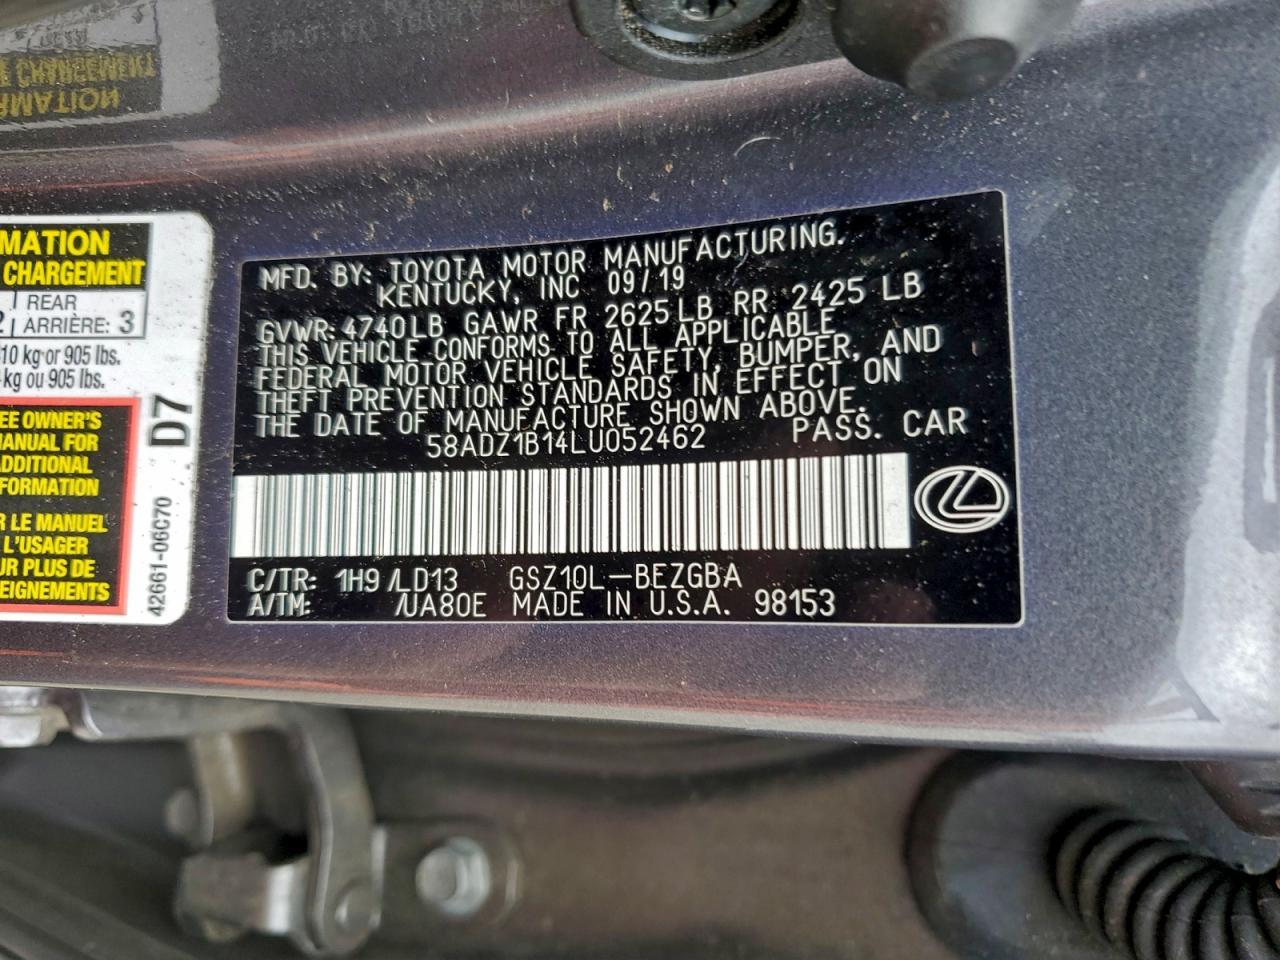 MFD. BY: TOYOTA MOTOR MANUFACTURING.
KENTUCKY, INC 09/19
GVWR: 4740LB GAWR FR 2625LB RR 2425 LB
THIS VEHICLE CONFORMS TO ALL APPLICABLE
FEDERAL MOTOR VEHICLE SAFETY, BUMPER, AND
THEFT PREVENTION STANDARDS IN EFFECT ON
THE DATE OF MANUFACTURE SHOWN ABOVE.
58ADZ1B14LU052462 PASS. CAR
C/TR: 1H9/LD13 GSZ10L-BEZGBA
A/TM: /UA80E MADE IN U.S.A. 98153
MATION
CHARGEMENT
REAR
ARRIÈRE: 3
kg or 905 lbs.
kg ou 905 lbs.
OWNER'S
MANUAL FOR
ADDITIONAL
FORMATION
LE MANUEL
L'USAGER
PLUS DE
EIGNEMENTS
D7
42661-06C70